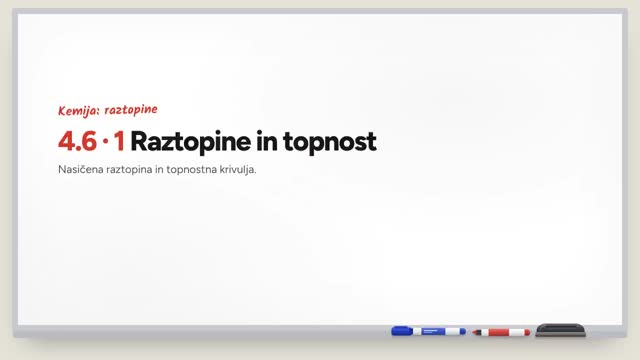 Kemija: raztopine
4.6 · 1 Raztopine in topnost
Nasičena raztopina in topnostna krivulja.